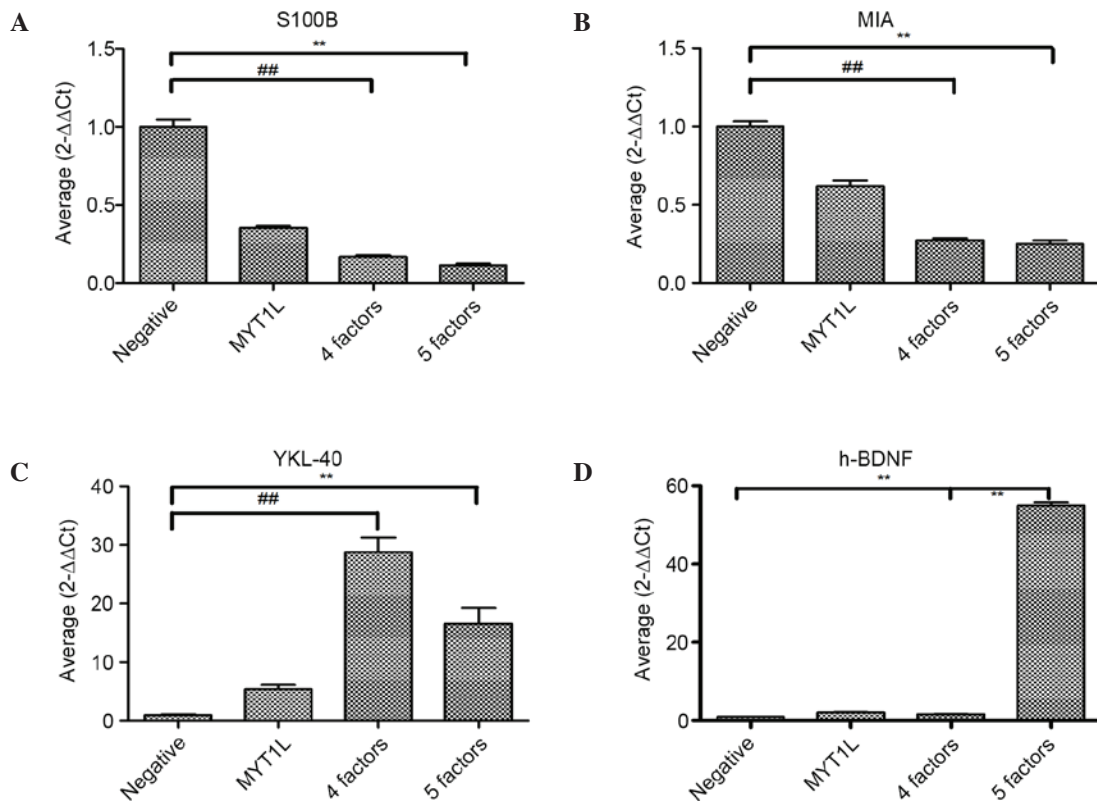 A
S100B
**
##
Average (2-ΔΔCt)
1.5
1.0
0.5
0.0
Negative
MYT1L
4 factors
5 factors
B
MIA
**
##
Average (2-ΔΔCt)
1.5
1.0
0.5
0.0
Negative
MYT1L
4 factors
5 factors
C
YKL-40
**
##
Average (2-ΔΔCt)
40
30
20
10
0
Negative
MYT1L
4 factors
5 factors
D
h-BDNF
**
**
Average (2-ΔΔCt)
60
40
20
0
Negative
MYT1L
4 factors
5 factors